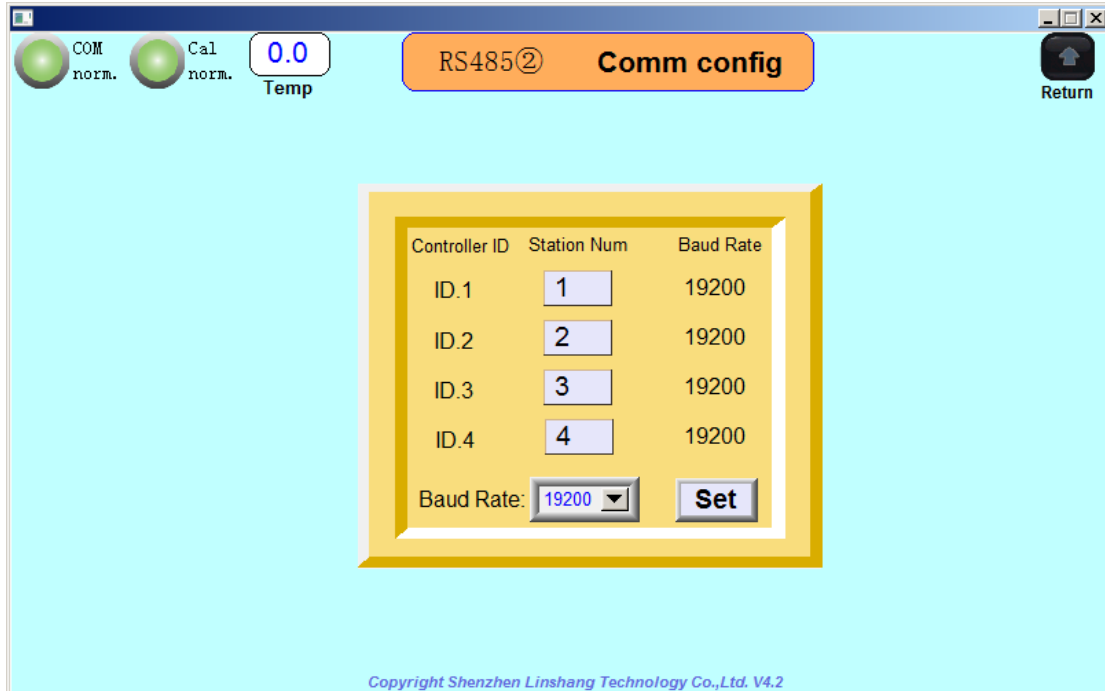 COM norm.
Cal norm.
0.0
Temp
RS485② Comm config
Return
Controller ID Station Num Baud Rate
ID.1 1 19200
ID.2 2 19200
ID.3 3 19200
ID.4 4 19200
Baud Rate: 19200 Set
Copyright Shenzhen Linshang Technology Co.,Ltd. V4.2